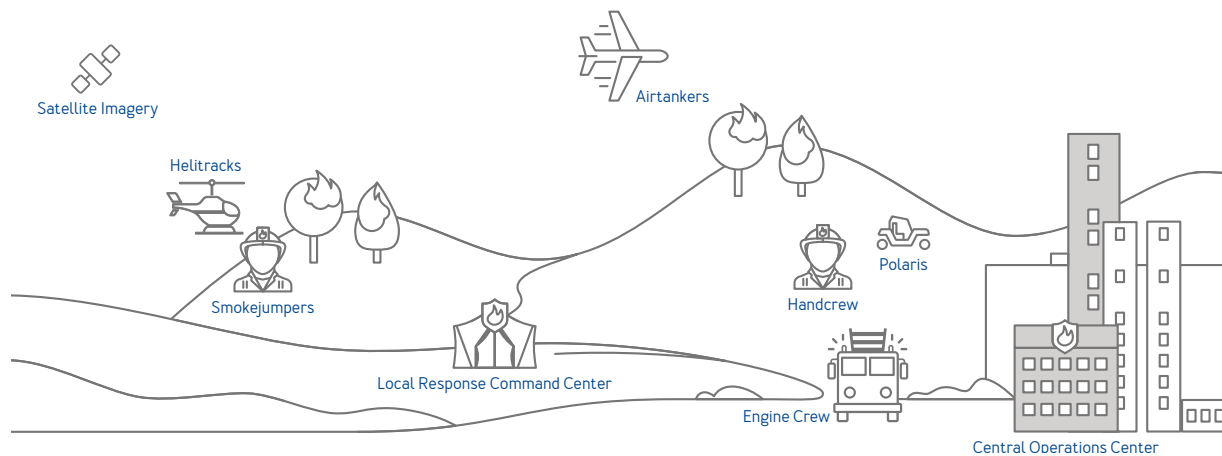 Satellite Imagery
Airtankers
Helitracks
Smokejumpers
Polaris
Handcrew
Local Response Command Center
Engine Crew
Central Operations Center